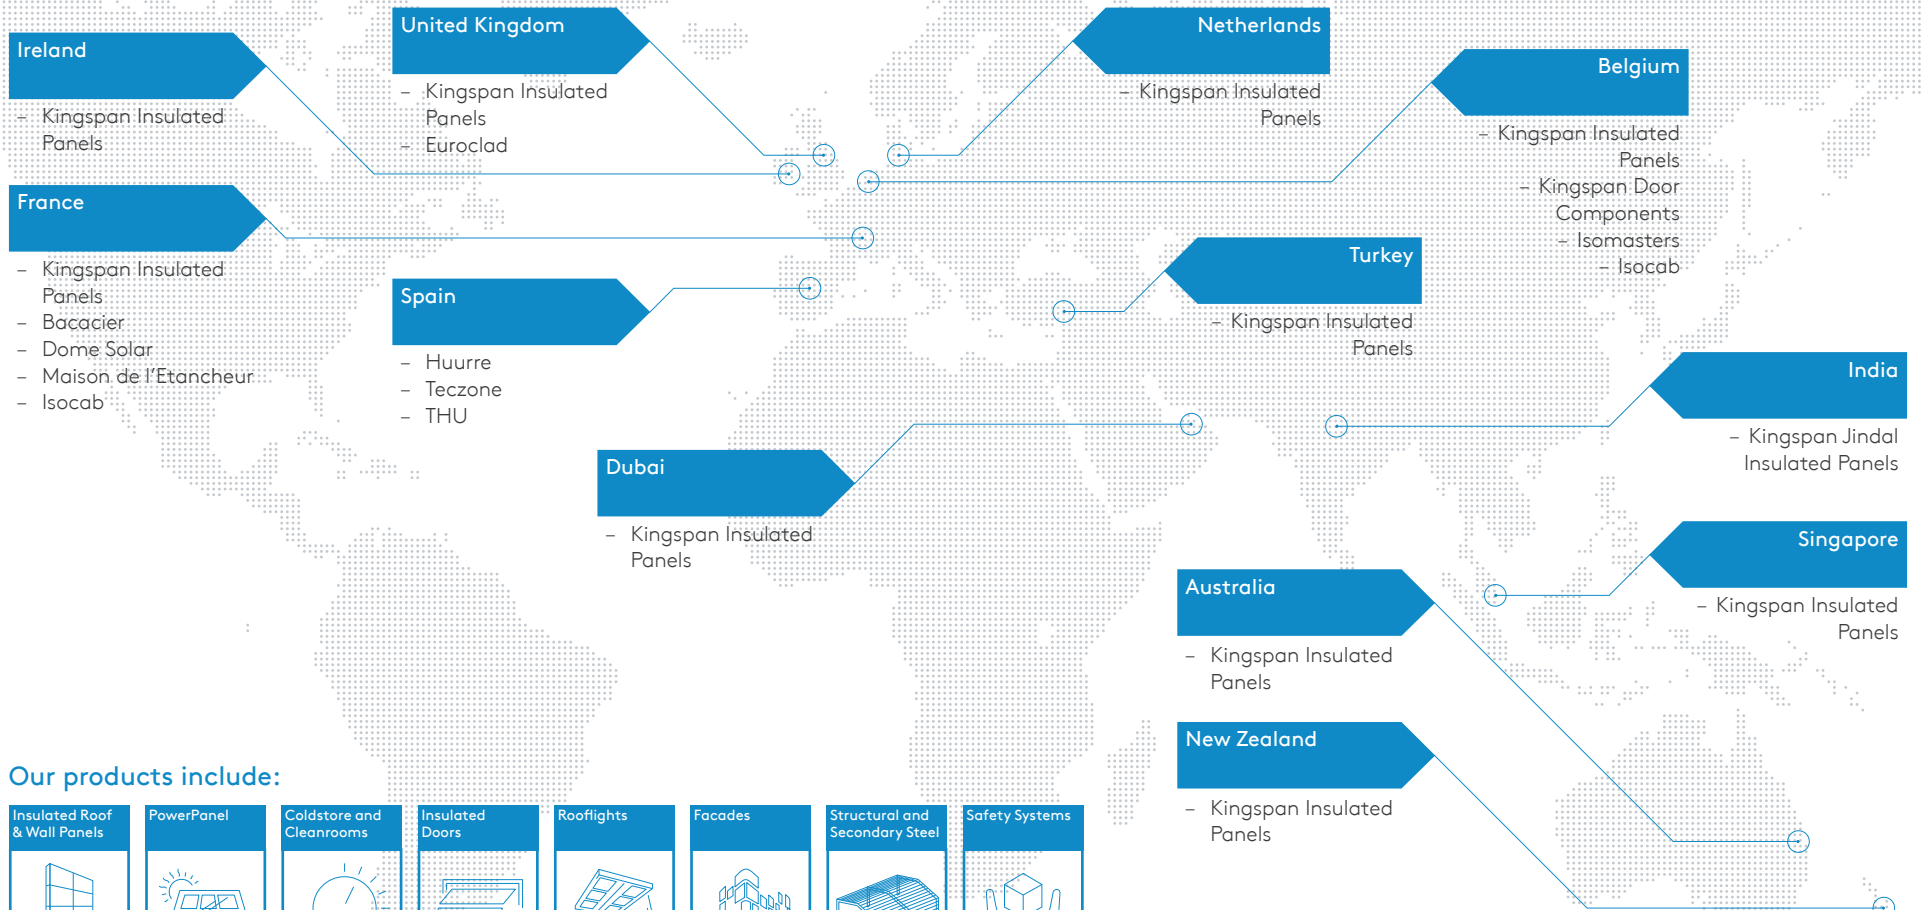 Ireland
– Kingspan Insulated
Panels
United Kingdom
– Kingspan Insulated
Panels
– Euroclad
Netherlands
– Kingspan Insulated
Panels
Belgium
– Kingspan Insulated
Panels
– Kingspan Door
Components
– Isomasters
– Isocab
France
– Kingspan Insulated
Panels
– Bacacier
– Dome Solar
– Maison de l'Etancheur
– Isocab
Spain
– Huurre
– Teczone
– THU
Turkey
– Kingspan Insulated
Panels
India
– Kingspan Jindal
Insulated Panels
Dubai
– Kingspan Insulated
Panels
Singapore
– Kingspan Insulated
Panels
Australia
– Kingspan Insulated
Panels
New Zealand
– Kingspan Insulated
Panels
Our products include:
Insulated Roof
& Wall Panels
PowerPanel
Coldstore and
Cleanrooms
Insulated
Doors
Rooflights
Facades
Structural and
Secondary Steel
Safety Systems